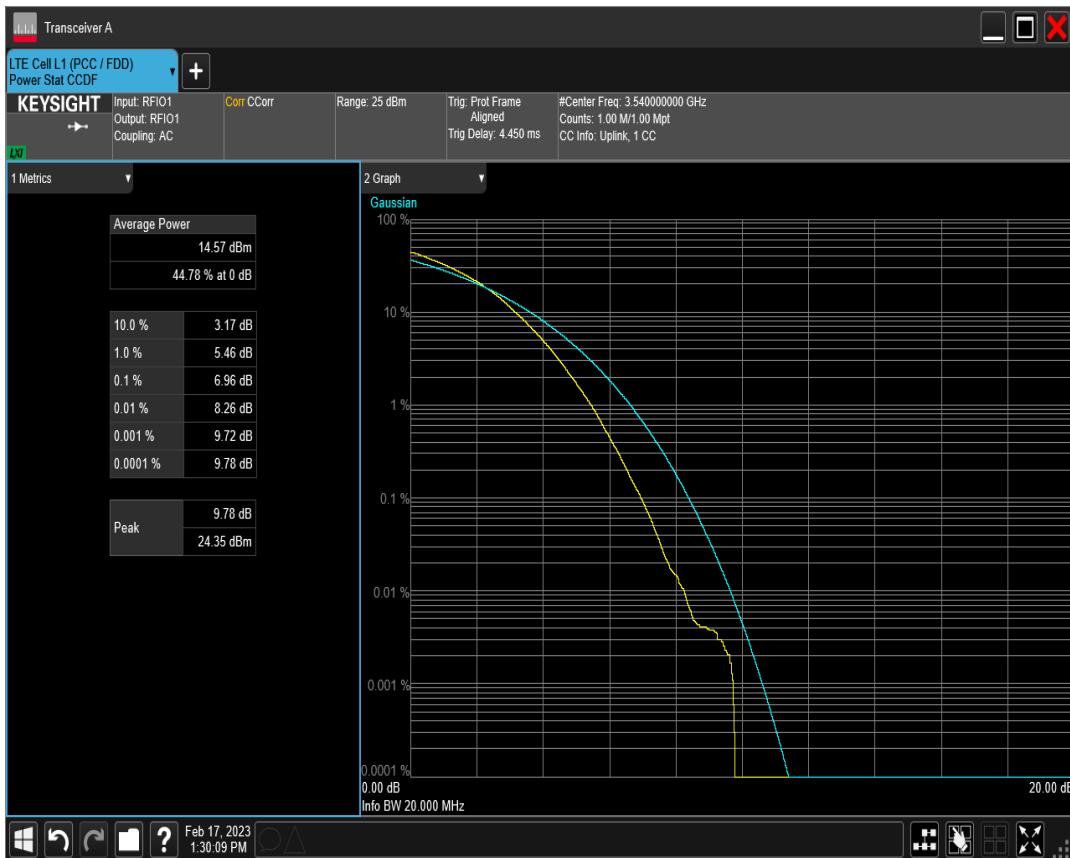 Transceiver A
LTE Cell L1 (PCC / FDD)
Power Stat CCDF
KEYSIGHT
LXI
Input: RFIO1
Output: RFIO1
Coupling: AC
Corr CCorr
Range: 25 dBm
Trig: Prot Frame
Aligned
Trig Delay: 4.450 ms
#Center Freq: 3.540000000 GHz
Counts: 1.00 M/1.00 Mpt
CC Info: Uplink, 1 CC
1 Metrics
Average Power
14.57 dBm
44.78 % at 0 dB
10.0 % 3.17 dB
1.0 % 5.46 dB
0.1 % 6.96 dB
0.01 % 8.26 dB
0.001 % 9.72 dB
0.0001 % 9.78 dB
Peak
9.78 dB
24.35 dBm
2 Graph
Gaussian
100 %
10 %
1 %
0.1 %
0.01 %
0.001 %
0.0001 %
0.00 dB 20.00 dB
Info BW 20.000 MHz
Feb 17, 2023
1:30:09 PM